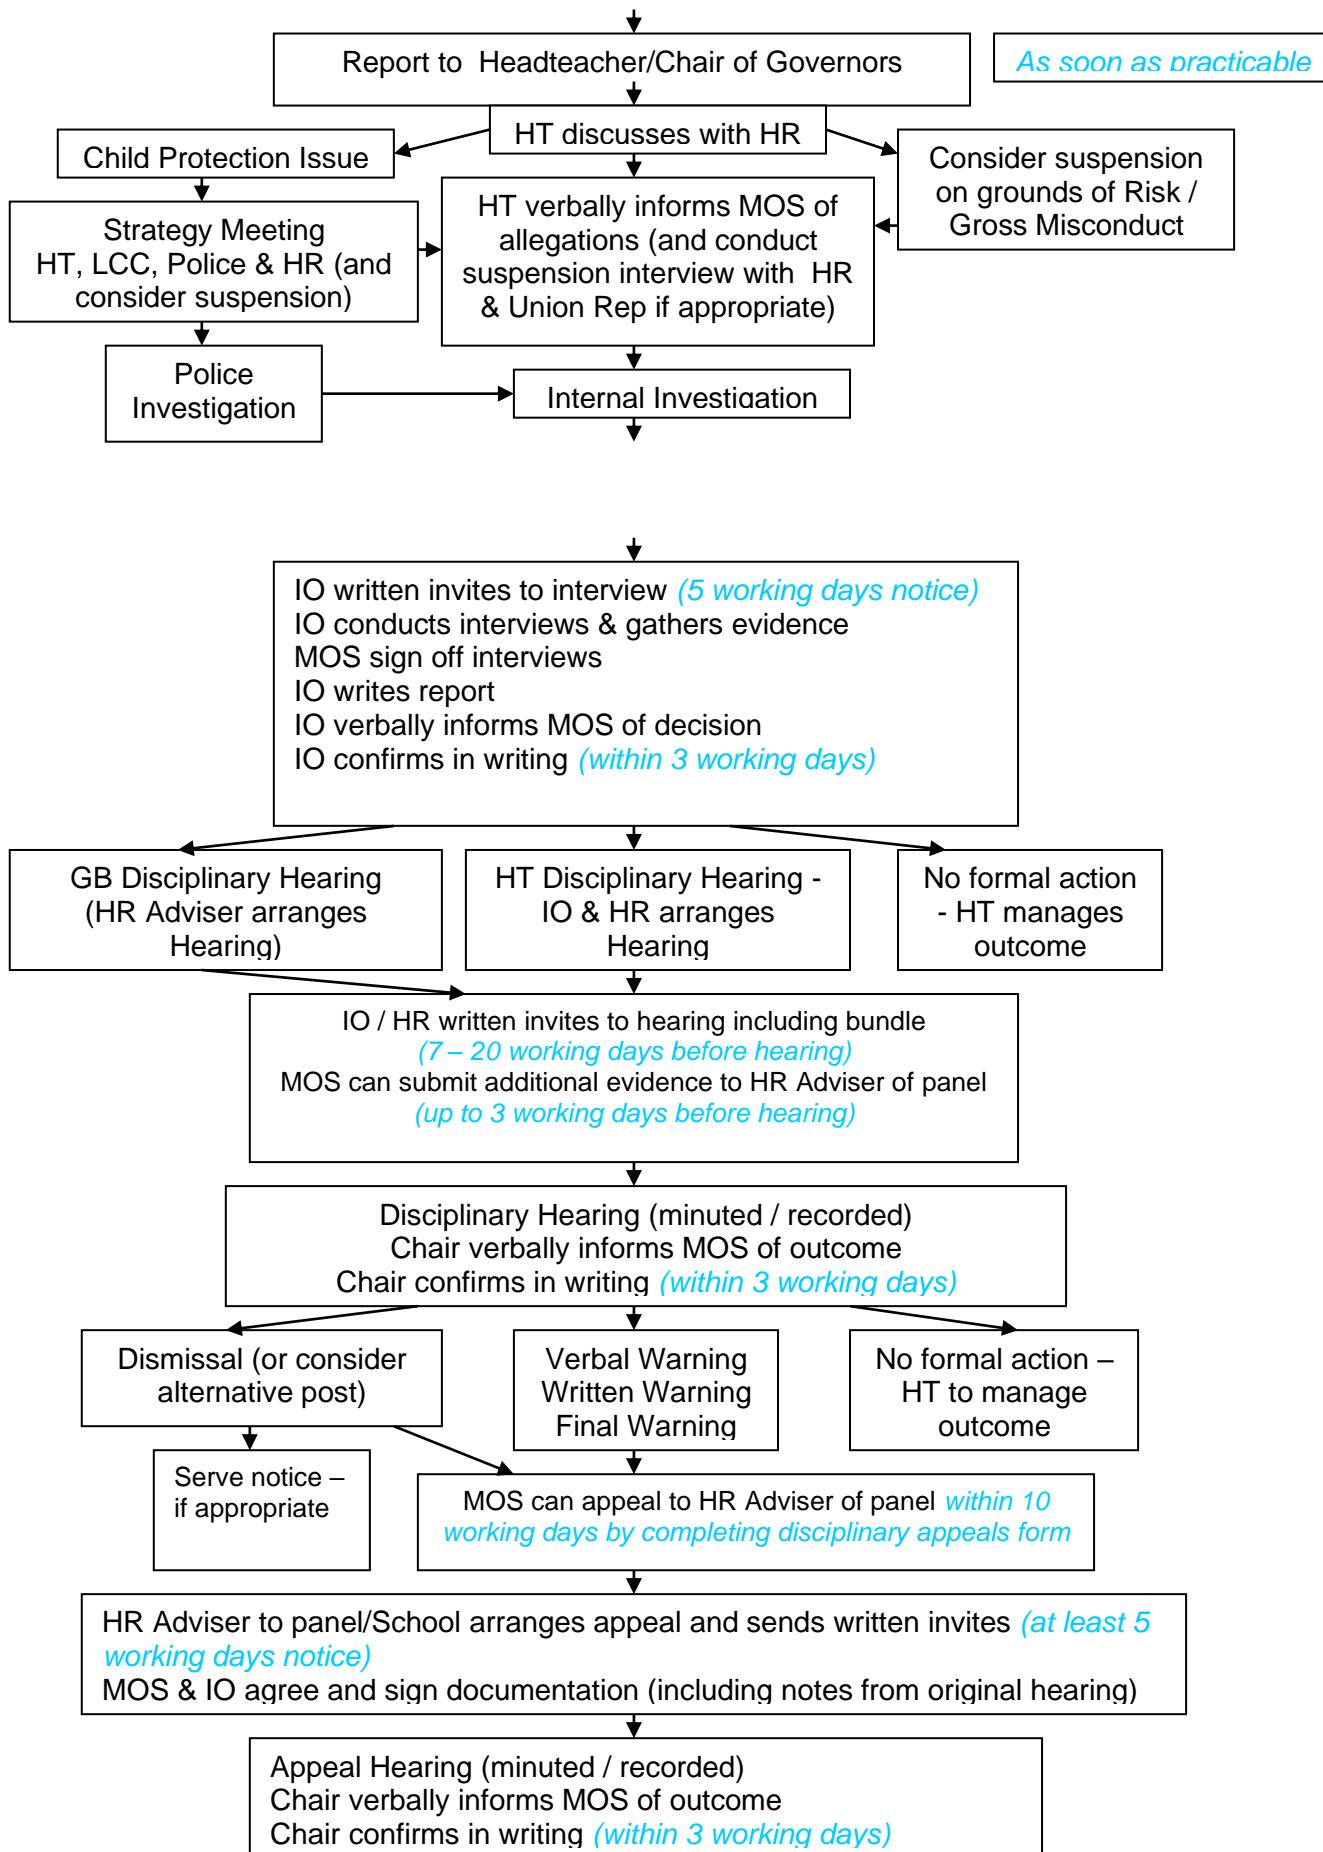 Report to  Headteacher/Chair of Governors
As soon as practicable
HT discusses with HR
Child Protection Issue
Consider suspension
on grounds of Risk /
Gross Misconduct
Strategy Meeting
HT, LCC, Police & HR (and
consider suspension)
HT verbally informs MOS of
allegations (and conduct
suspension interview with  HR
& Union Rep if appropriate)
Police
Investigation
Internal Investigation
IO written invites to interview (5 working days notice)
IO conducts interviews & gathers evidence
MOS sign off interviews
IO writes report
IO verbally informs MOS of decision
IO confirms in writing (within 3 working days)
GB Disciplinary Hearing
(HR Adviser arranges
Hearing)
HT Disciplinary Hearing -
IO & HR arranges
Hearing
No formal action
- HT manages
outcome
IO / HR written invites to hearing including bundle
(7 – 20 working days before hearing)
MOS can submit additional evidence to HR Adviser of panel
(up to 3 working days before hearing)
Disciplinary Hearing (minuted / recorded)
Chair verbally informs MOS of outcome
Chair confirms in writing (within 3 working days)
Dismissal (or consider
alternative post)
Verbal Warning
Written Warning
Final Warning
No formal action –
HT to manage
outcome
Serve notice –
if appropriate
MOS can appeal to HR Adviser of panel within 10
working days by completing disciplinary appeals form
HR Adviser to panel/School arranges appeal and sends written invites (at least 5
working days notice)
MOS & IO agree and sign documentation (including notes from original hearing)
Appeal Hearing (minuted / recorded)
Chair verbally informs MOS of outcome
Chair confirms in writing (within 3 working days)